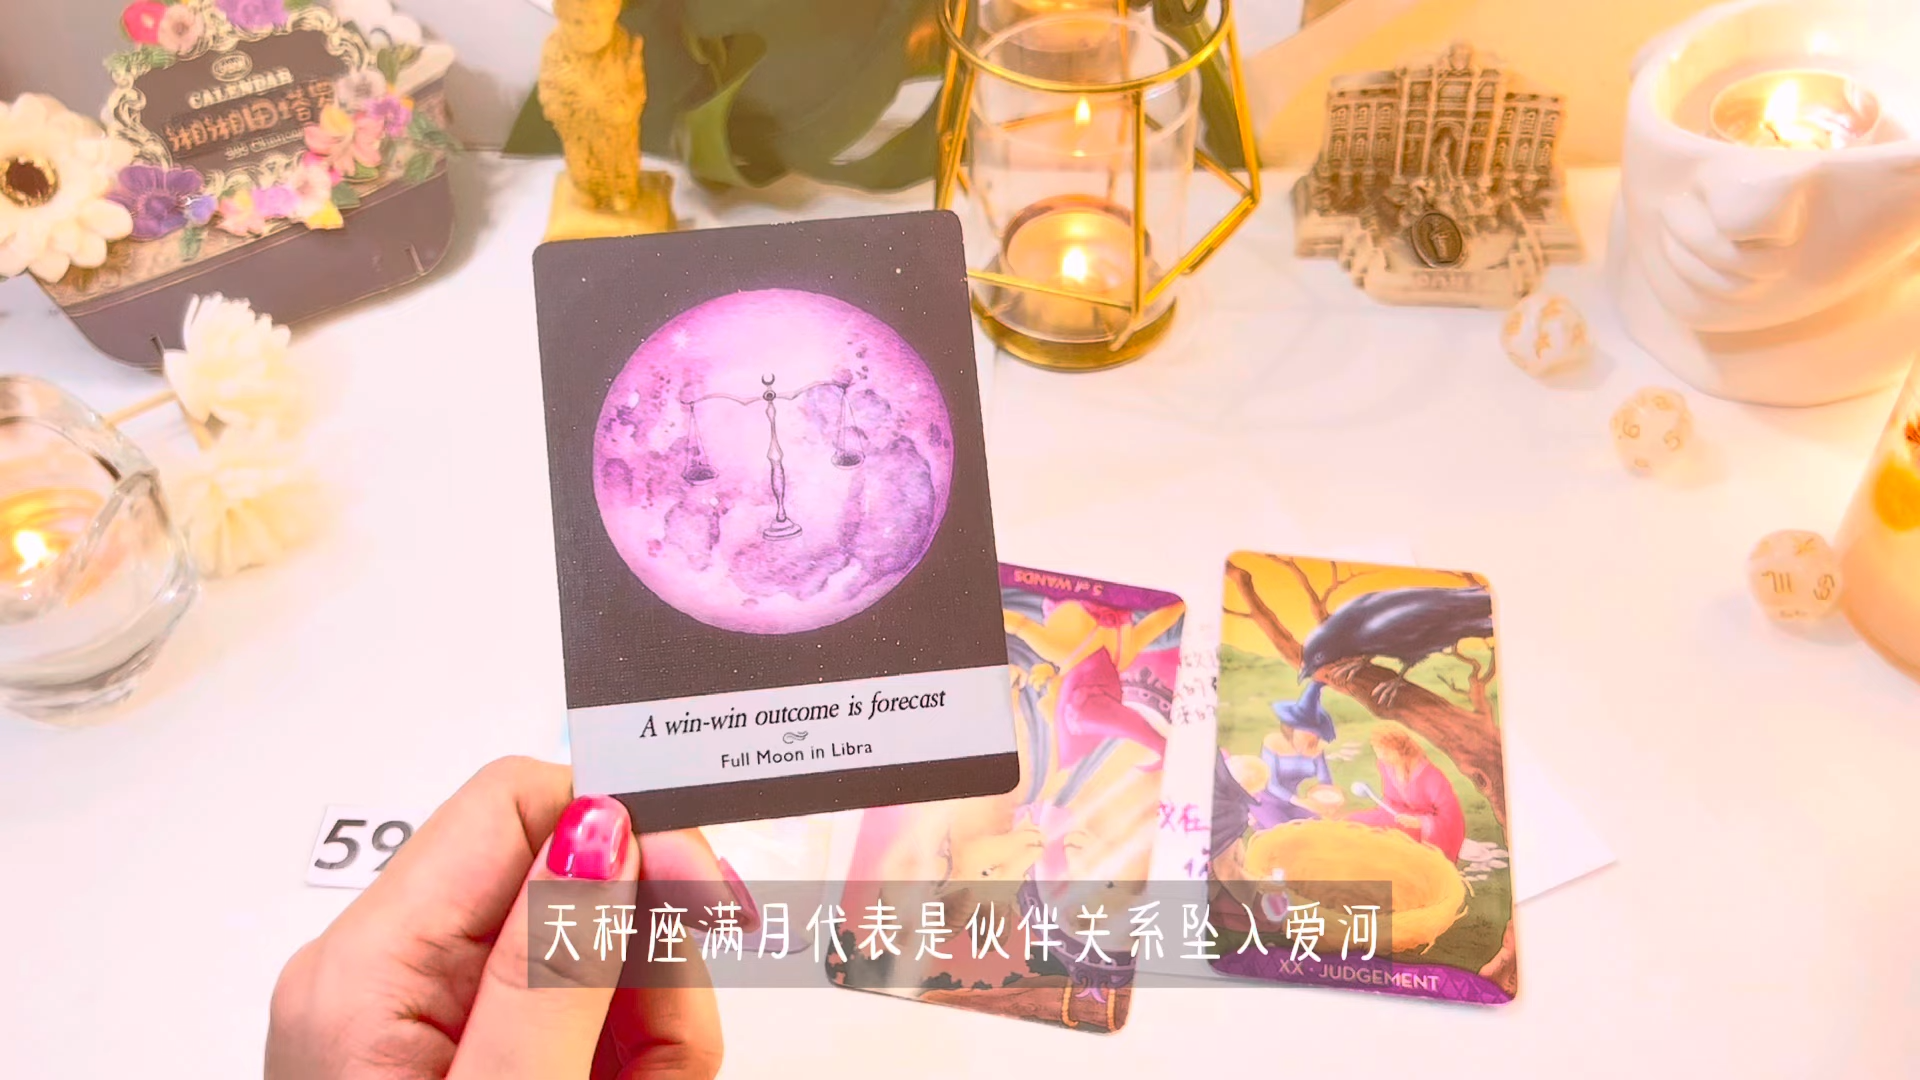 CALENDAR
A win-win outcome is forecast
Full Moon in Libra
5 of WANDS
59
XX · JUDGEMENT
天秤座满月代表是伙伴关系坠入爱河